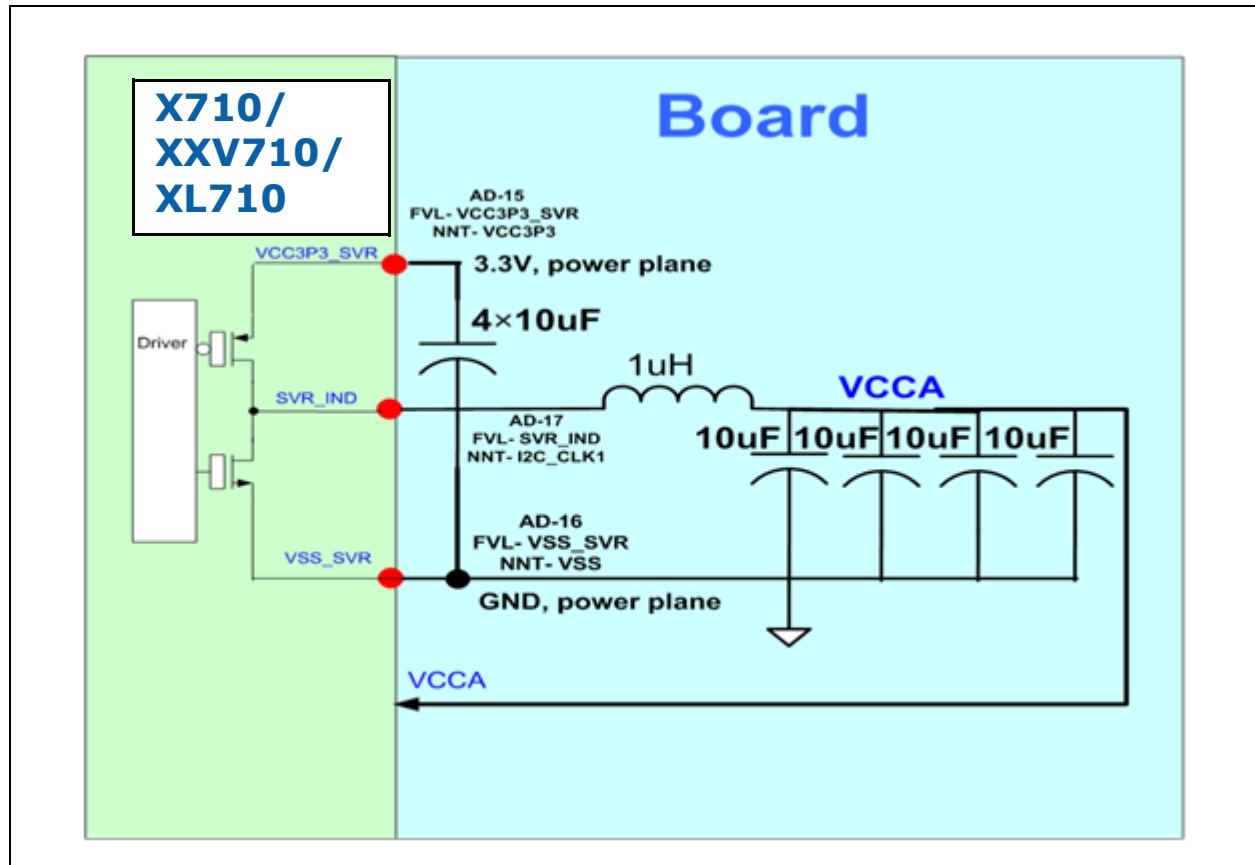 X710/
XXV710/
XL710
Board
AD-15
FVL- VCC3P3_SVR
NNT- VCC3P3
VCC3P3_SVR
3.3V, power plane
4×10uF
Driver
1uH
VCCA
SVR_IND
AD-17
FVL- SVR_IND
NNT- I2C_CLK1
10uF
10uF
10uF
10uF
AD-16
FVL- VSS_SVR
NNT- VSS
VSS_SVR
GND, power plane
VCCA